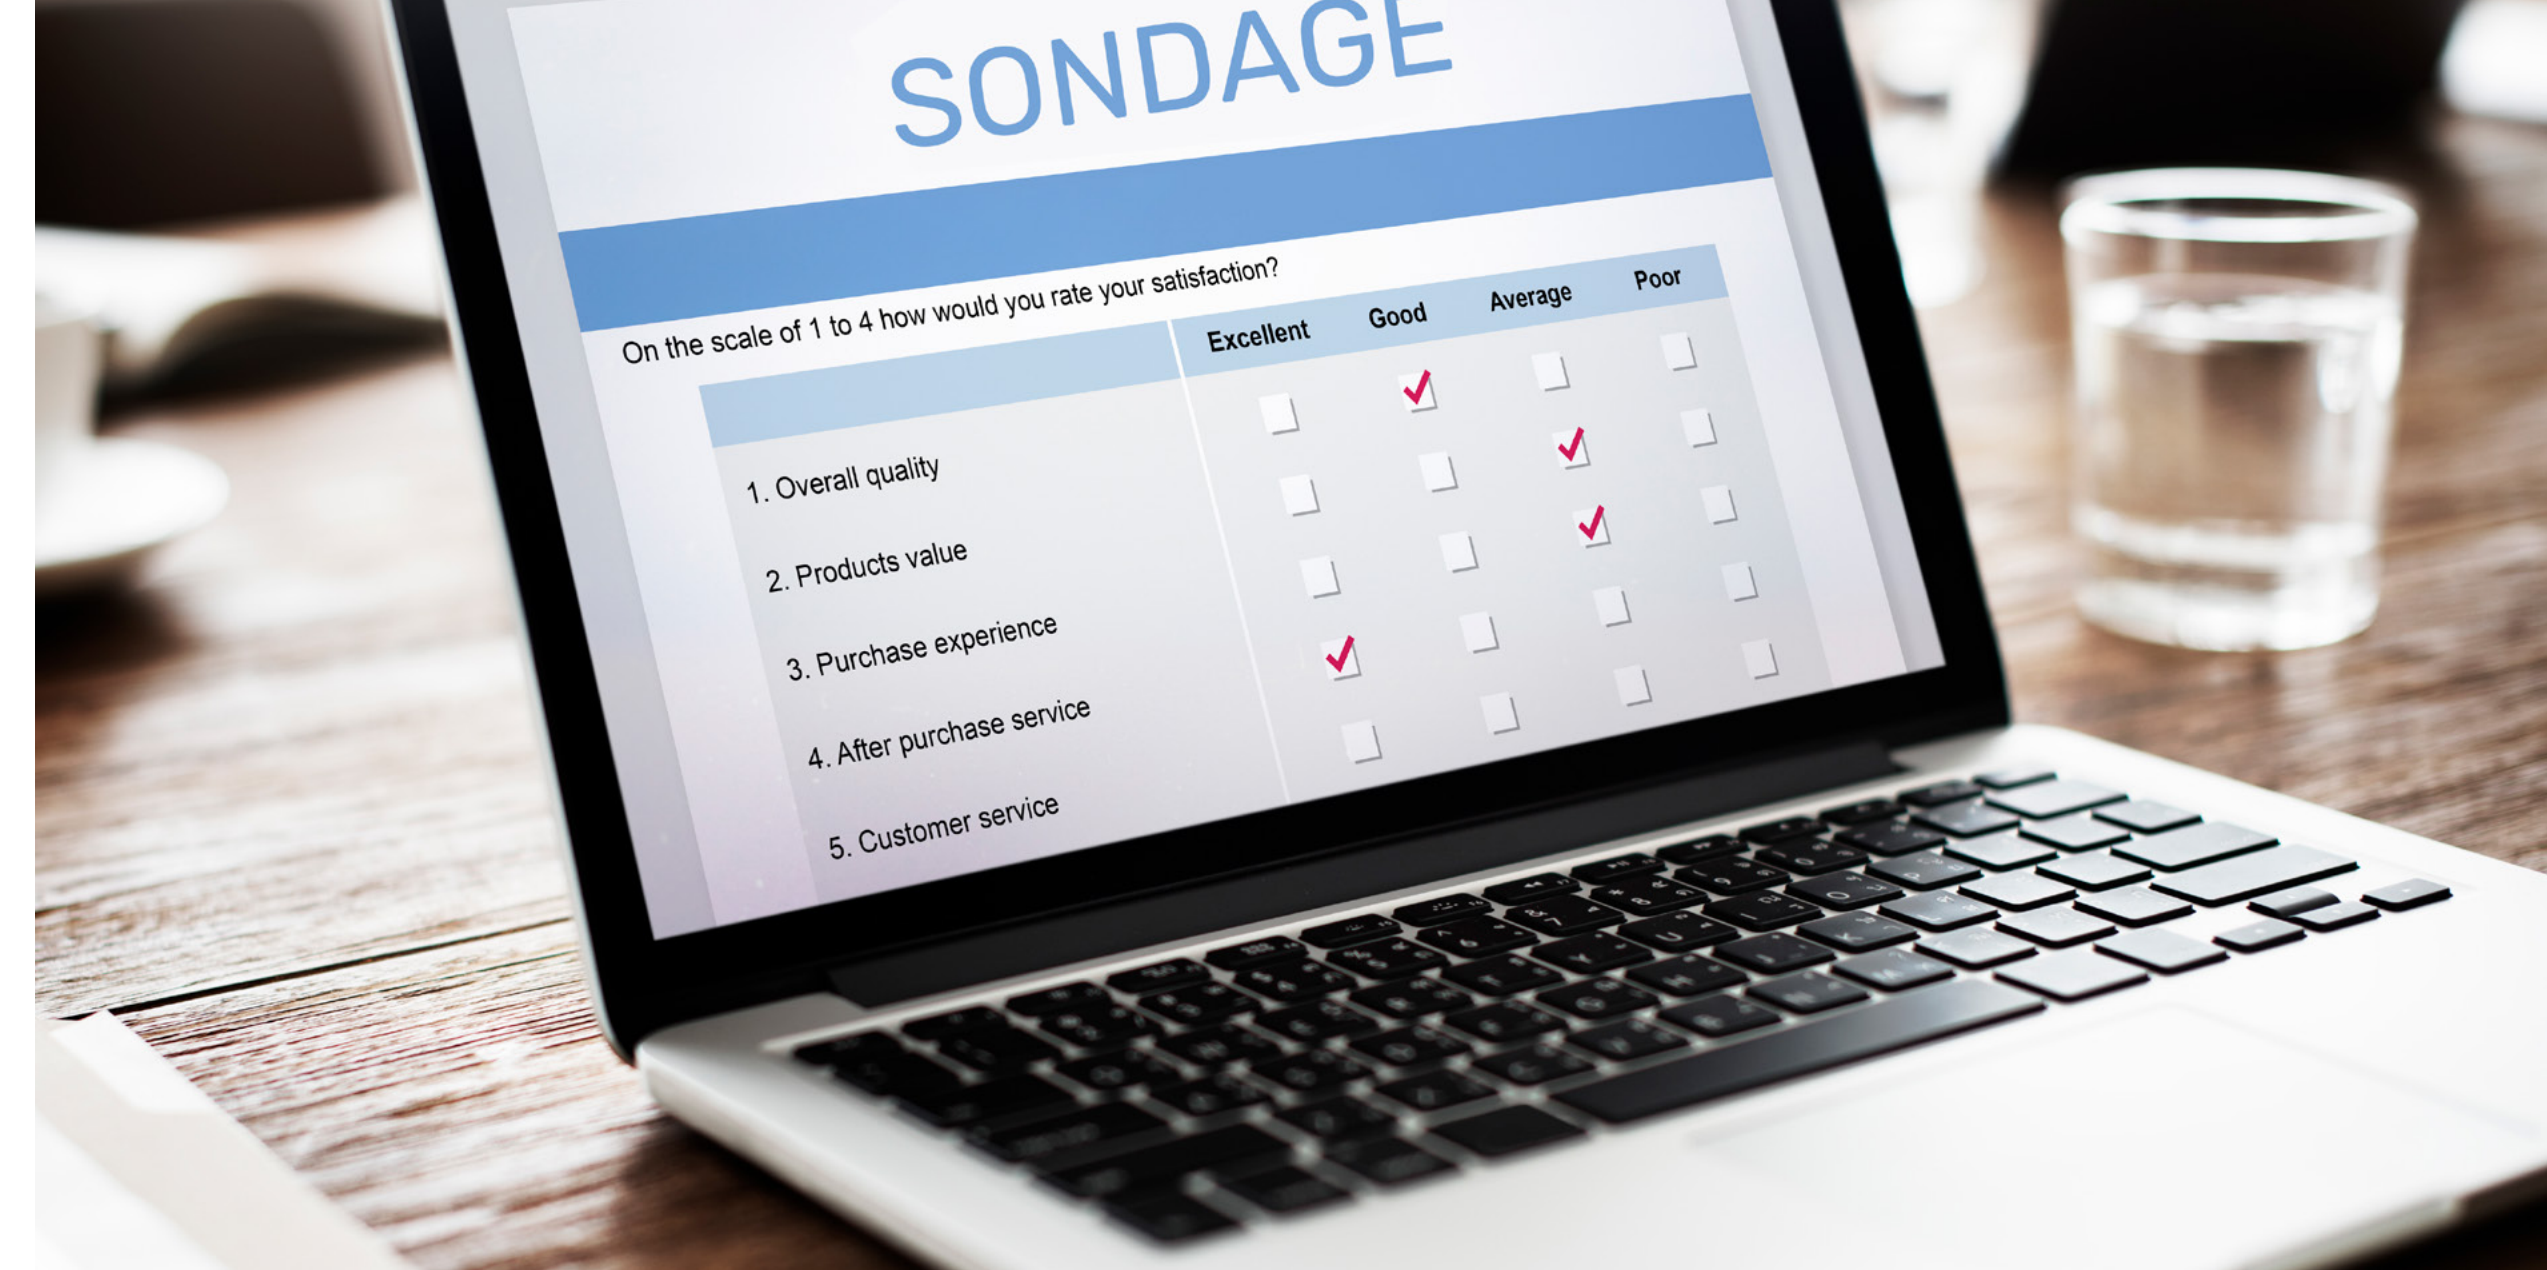 SONDAGE
On the scale of 1 to 4 how would you rate your satisfaction?
Excellent Good Average Poor
1. Overall quality
2. Products value
3. Purchase experience
4. After purchase service
5. Customer service